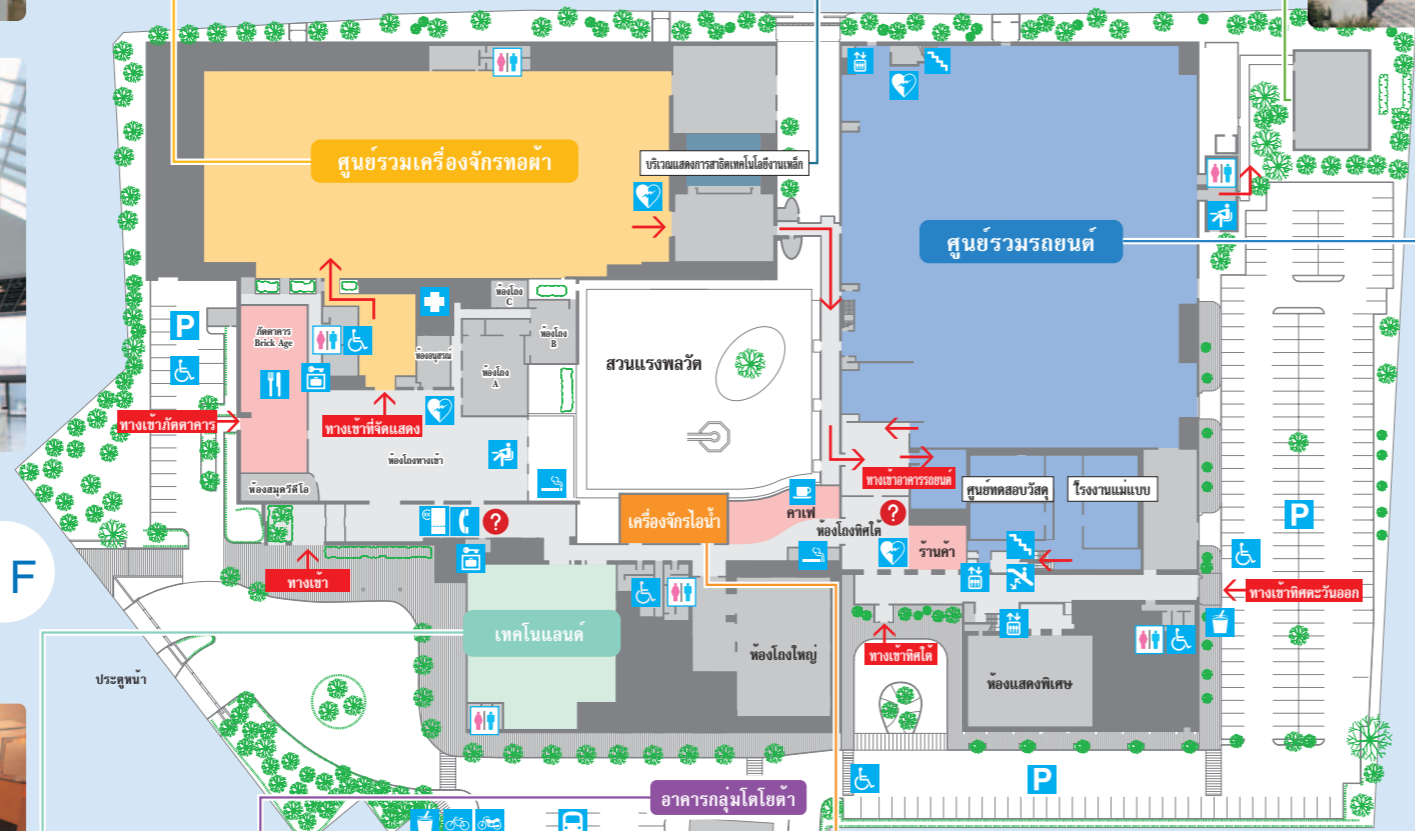 ศูนย์รวมเครื่องจักรทอผ้า
บริเวณแสดงการสาธิตเทคโนโลยีงานเหล็ก
ศูนย์รวมรถยนต์
ห้องโถง
C
ห้องโถง
B
ภัตตาคาร
Brick Age
ห้องอนุสรณ์
ห้องโถง
A
สวนแรงพลวัต
P
ทางเข้าภัตตาคาร
ทางเข้าที่จัดแสดง
ห้องโถงทางเข้า
ห้องสมุดวีดีโอ
ทางเข้าอาคารรถยนต์
ศูนย์ทดสอบวัสดุ
โรงงานแม่แบบ
?
เครื่องจักรไอน้ำ
คาเฟ่
ห้องโถงทิศใต้
?
ร้านค้า
P
F
ทางเข้า
ทางเข้าทิศตะวันออก
เทคโนแลนด์
ห้องโถงใหญ่
ทางเข้าทิศใต้
ห้องแสดงพิเศษ
ประตูหน้า
P
อาคารกลุ่มโตโยต้า